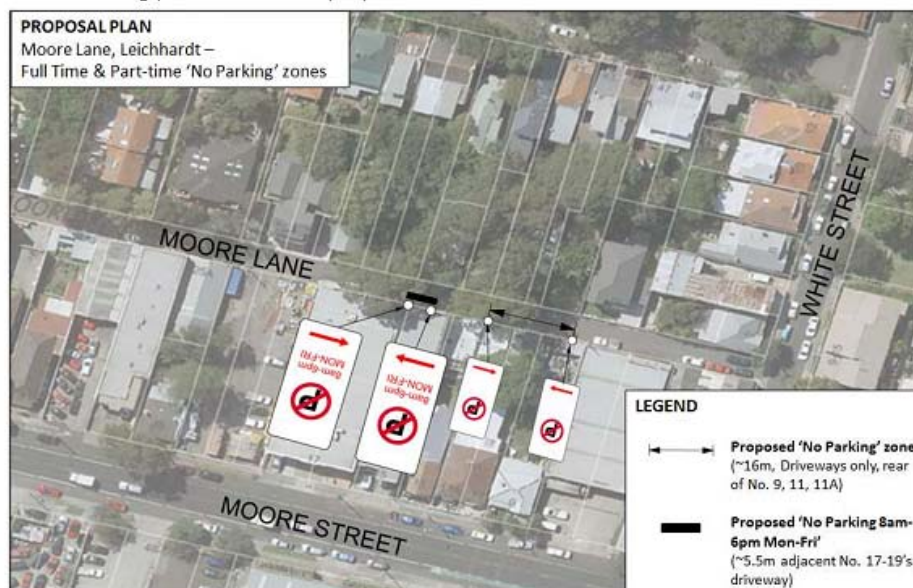 PROPOSAL PLAN
Moore Lane, Leichhardt –
Full Time & Part-time ‘No Parking’ zones
47
49
WHITE STREET
MOORE LANE
8am-6pm
MON-FRI
P
8am-6pm
MON-FRI
P
P
P
MOORE STREET
LEGEND
Proposed ‘No Parking’ zone
(~16m, Driveways only, rear
of No. 9, 11, 11A)
Proposed ‘No Parking 8am-
6pm Mon-Fri’
(~5.5m adjacent No. 17-19’s
driveway)